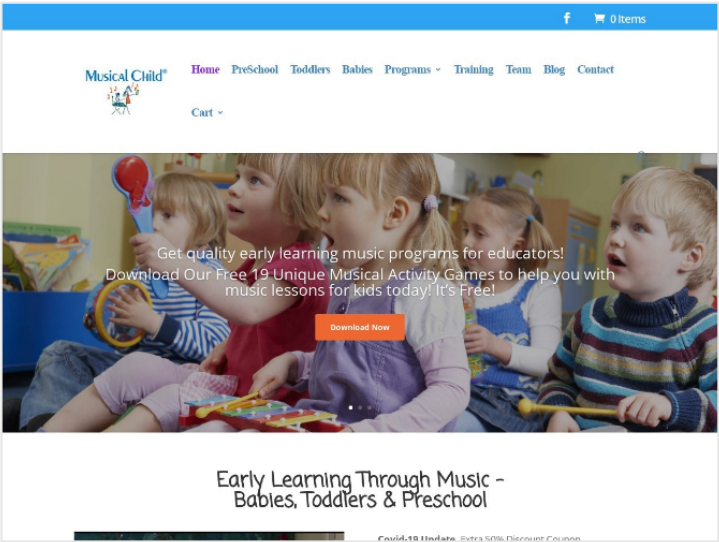 0 Items
Musical Child®
Home PreSchool Toddlers Babies Programs Training Team Blog Contact
Cart
Get quality early learning music programs for educators!
Download Our Free 19 Unique Musical Activity Games to help you with
music lessons for kids today! It's Free!
Download Now
Early Learning Through Music –
Babies, Toddlers & Preschool
Covid-19 Update. Extra 50% Discount Coupon